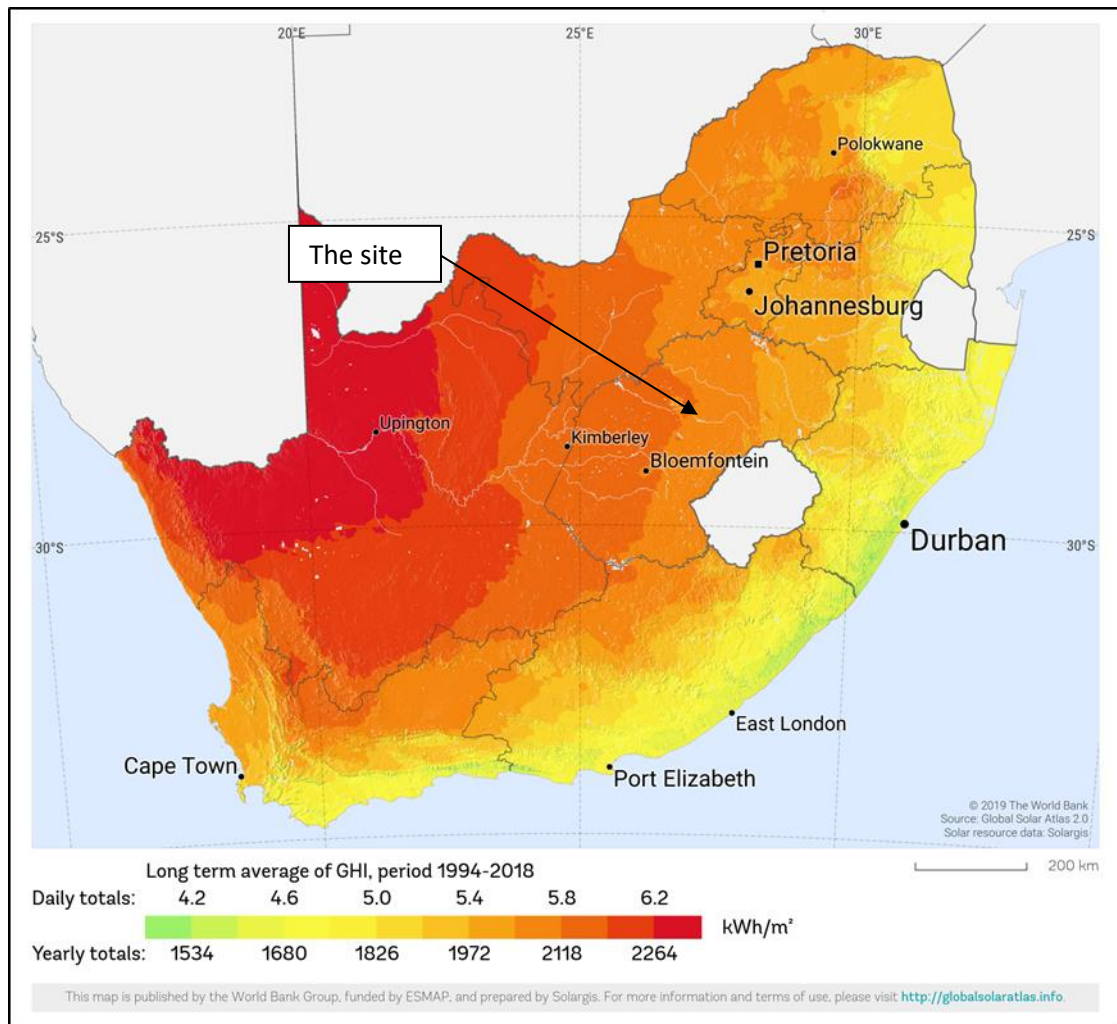 20°E 25°E 30°E
Polokwane
25°S 25°S
The site
Pretoria
Johannesburg
Upington
Kimberley
Bloemfontein
Durban
30°S 30°S
East London
Cape Town
Port Elizabeth
© 2019 The World Bank
Source: Global Solar Atlas 2.0
Solar resource data: Solargis
Long term average of GHI, period 1994-2018
200 km
Daily totals: 4.2 4.6 5.0 5.4 5.8 6.2
kWh/m²
Yearly totals: 1534 1680 1826 1972 2118 2264
This map is published by the World Bank Group, funded by ESMAP, and prepared by Solargis. For more information and terms of use, please visit http://globalsolaratlas.info.